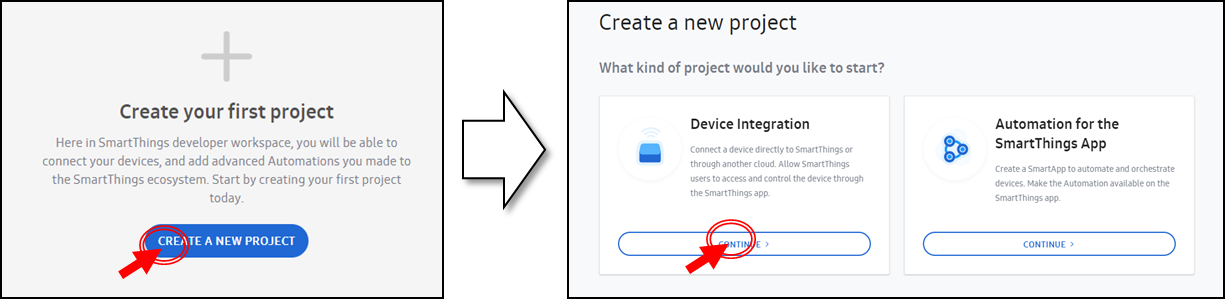 Create your first project
Here in SmartThings developer workspace, you will be able to
connect your devices, and add advanced Automations you made to
the SmartThings ecosystem. Start by creating your first project
today.
CREATE A NEW PROJECT
Create a new project
What kind of project would you like to start?
Device Integration
Connect a device directly to SmartThings or
through another cloud. Allow SmartThings
users to access and control the device through
the SmartThings app.
CONTINUE >
Automation for the
SmartThings App
Create a SmartApp to automate and orchestrate
devices. Make the Automation available on the
SmartThings app.
CONTINUE >